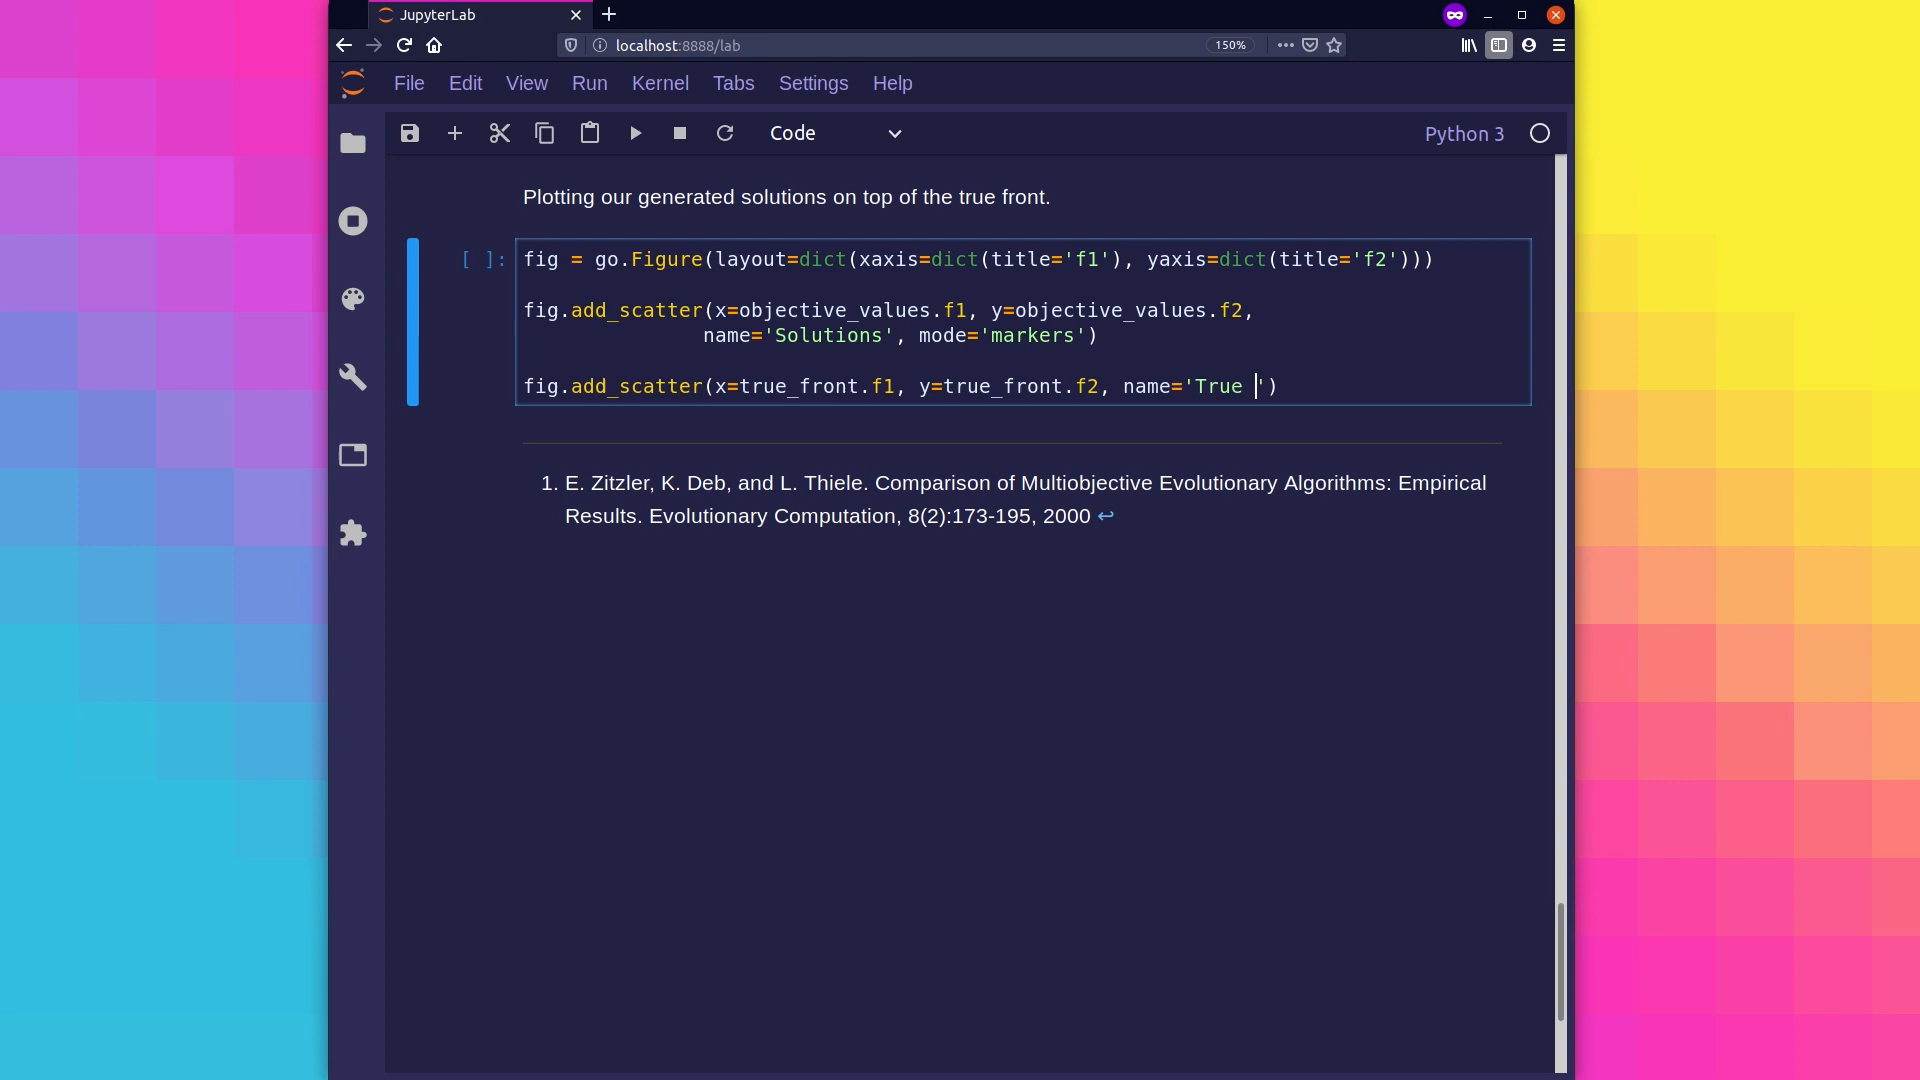 JupyterLab
localhost:8888/lab
150%
File Edit View Run Kernel Tabs Settings Help
Code
Python 3
Plotting our generated solutions on top of the true front.
[ ]: fig = go.Figure(layout=dict(xaxis=dict(title='f1'), yaxis=dict(title='f2')))
fig.add_scatter(x=objective_values.f1, y=objective_values.f2,
name='Solutions', mode='markers')
fig.add_scatter(x=true_front.f1, y=true_front.f2, name='True ')
1. E. Zitzler, K. Deb, and L. Thiele. Comparison of Multiobjective Evolutionary Algorithms: Empirical
Results. Evolutionary Computation, 8(2):173-195, 2000 ↩